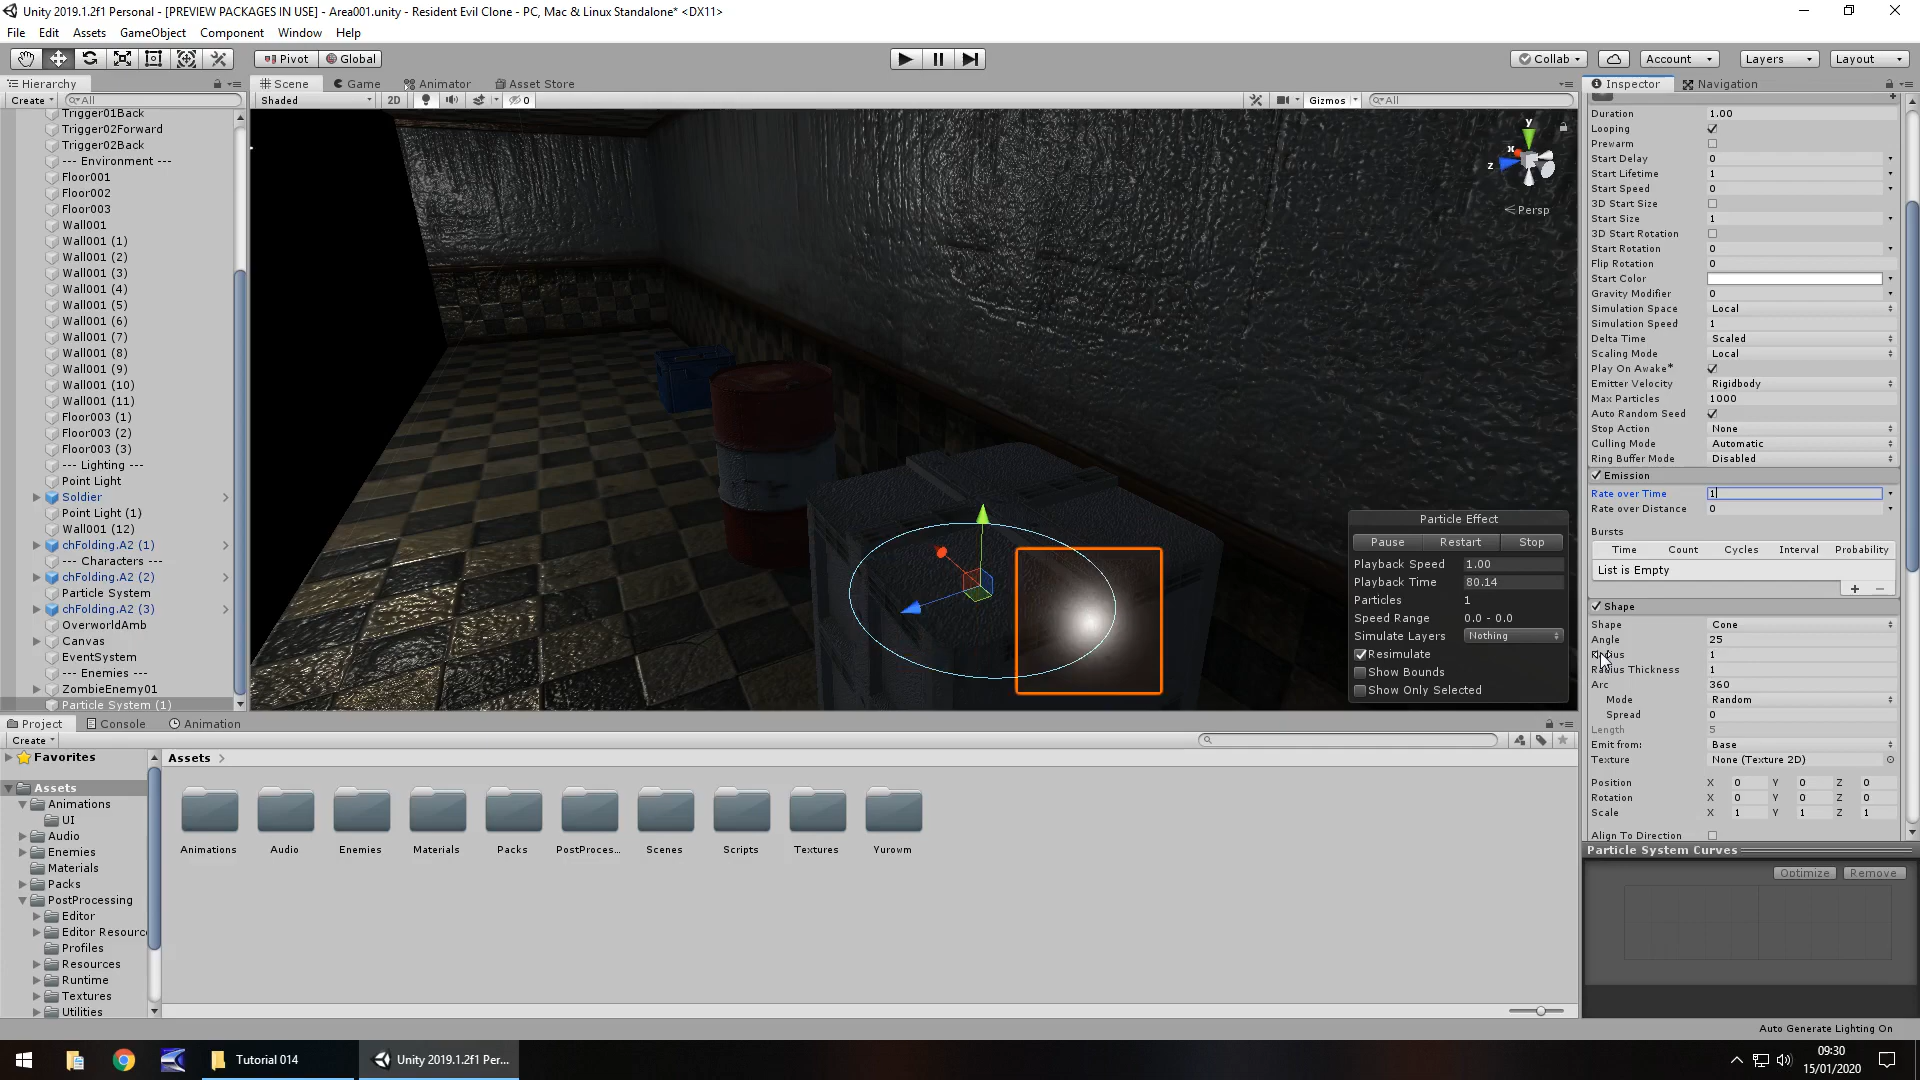 Unity 2019.1.2f1 Personal - [PREVIEW PACKAGES IN USE] - Area001.unity - Resident Evil Clone - PC, Mac & Linux Standalone* <DX11>
File Edit Assets GameObject Component Window Help
Pivot Global Collab Account Layers Layout
Hierarchy Scene Game Animator Asset Store Inspector Navigation
Create All Shaded 2D 0 Gizmos All
Trigger01Back
Trigger02Forward
Trigger02Back
--- Environment ---
Floor001
Floor002
Floor003
Wall001
Wall001 (1)
Wall001 (2)
Wall001 (3)
Wall001 (4)
Wall001 (5)
Wall001 (6)
Wall001 (7)
Wall001 (8)
Wall001 (9)
Wall001 (10)
Wall001 (11)
Floor003 (1)
Floor003 (2)
Floor003 (3)
--- Lighting ---
Point Light
Soldier
Point Light (1)
Wall001 (12)
chFolding.A2 (1)
--- Characters ---
chFolding.A2 (2)
Particle System
chFolding.A2 (3)
OverworldAmb
Canvas
EventSystem
--- Enemies ---
ZombieEnemy01
Particle System (1)
y
x
z
Persp
Particle Effect
Pause Restart Stop
Playback Speed 1.00
Playback Time 80.14
Particles 1
Speed Range 0.0 - 0.0
Simulate Layers Nothing
Resimulate
Show Bounds
Show Only Selected
Duration 1.00
Looping
Prewarm
Start Delay 0
Start Lifetime 1
Start Speed 0
3D Start Size
Start Size 1
3D Start Rotation
Start Rotation 0
Flip Rotation 0
Start Color
Gravity Modifier 0
Simulation Space Local
Simulation Speed 1
Delta Time Scaled
Scaling Mode Local
Play On Awake*
Emitter Velocity Rigidbody
Max Particles 1000
Auto Random Seed
Stop Action None
Culling Mode Automatic
Ring Buffer Mode Disabled
Emission
Rate over Time 1
Rate over Distance 0
Bursts
Time Count Cycles Interval Probability
List is Empty
Shape
Shape Cone
Angle 25
1
Radius Thickness 1
Arc 360
Mode Random
Spread 0
Length 5
Emit from: Base
Texture None (Texture 2D)
Position X 0 Y 0 Z 0
Rotation X 0 Y 0 Z 0
Scale X 1 Y 1 Z 1
Align To Direction
Particle System Curves
Optimize Remove
Project Console Animation
Create
Favorites
Assets
Animations
UI
Audio
Enemies
Materials
Packs
PostProcessing
Editor
Editor Resourc
Profiles
Resources
Runtime
Textures
Utilities
Assets
Animations Audio Enemies Materials Packs PostProces... Scenes Scripts Textures Yurowm
Auto Generate Lighting On
Tutorial 014 Unity 2019.1.2f1 Per...
09:30
15/01/2020